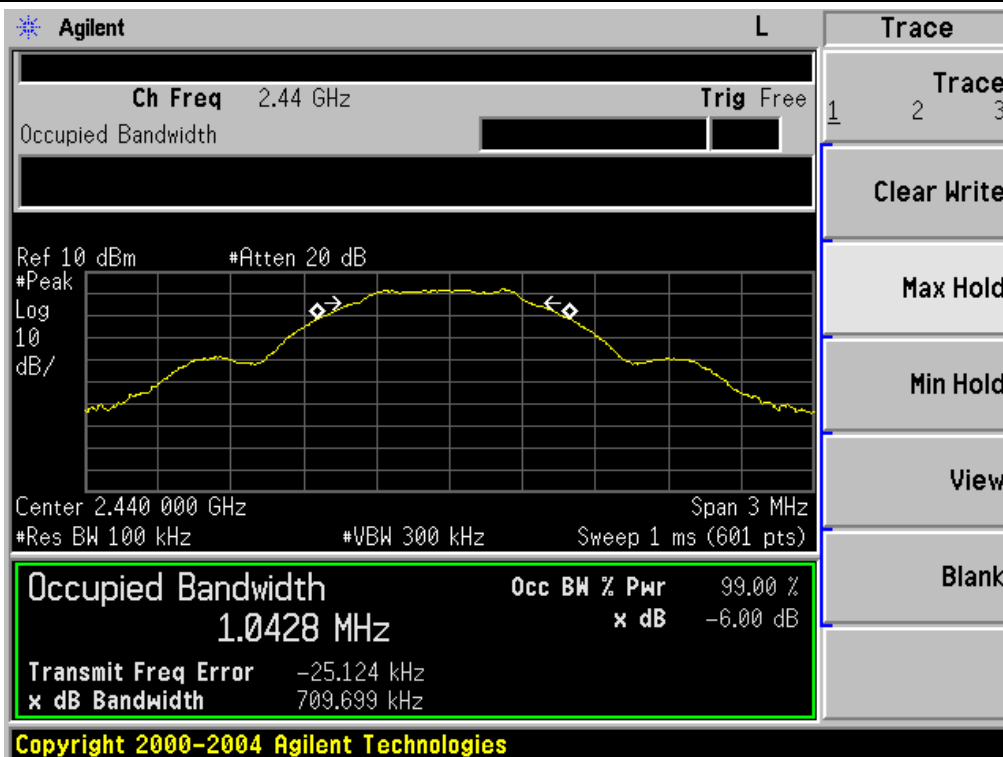 Agilent L
Ch Freq 2.44 GHz Trig Free
Occupied Bandwidth
Ref 10 dBm #Atten 20 dB
#Peak
Log
10
dB/
Center 2.440 000 GHz Span 3 MHz
#Res BW 100 kHz #VBW 300 kHz Sweep 1 ms (601 pts)
Occupied Bandwidth
1.0428 MHz
Occ BW % Pwr 99.00 %
x dB -6.00 dB
Transmit Freq Error -25.124 kHz
x dB Bandwidth 709.699 kHz
Copyright 2000-2004 Agilent Technologies
Trace
Trace
1 2 3
Clear Write
Max Hold
Min Hold
View
Blank